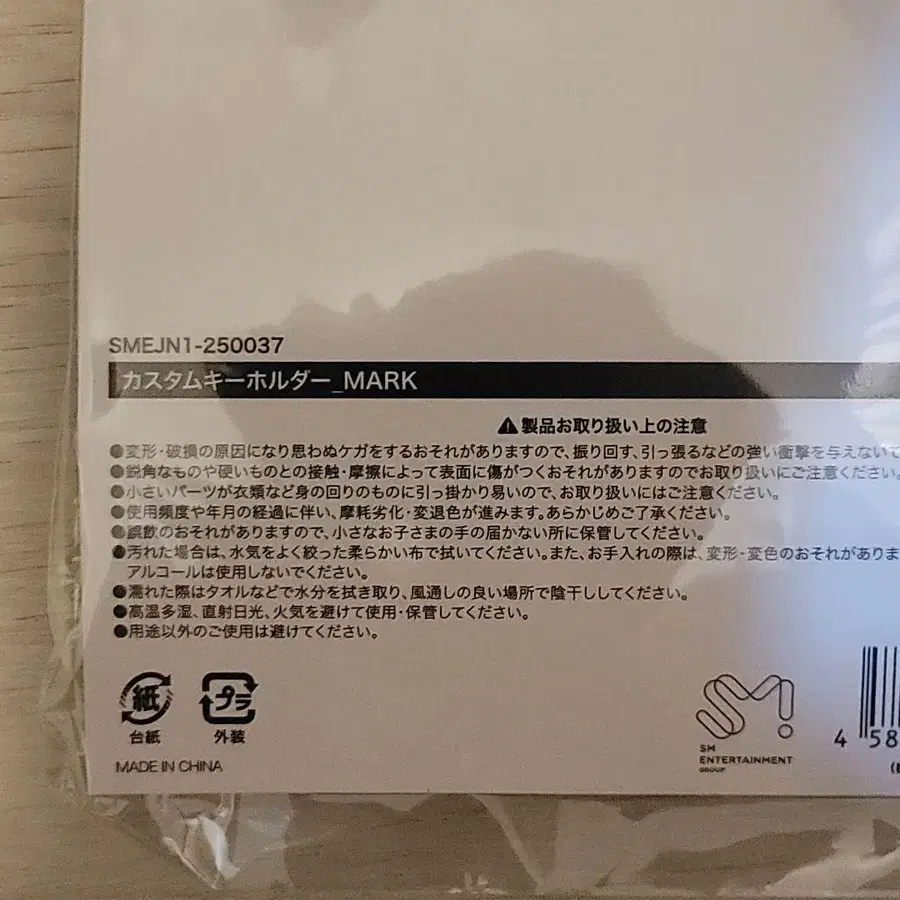 SMEJN1-250037
カスタムキーホルダー_MARK
⚠製品お取り扱い上の注意
●変形・破損の原因になり思わぬケガをするおそれがありますので、振り回す、引っ張るなどの強い衝撃を与えないで
●鋭角なものや硬いものとの接触・摩擦によって表面に傷がつくおそれがありますのでお取り扱いにご注意ください。
●小さいパーツが衣類など身の回りのものに引っ掛かり易いので、お取り扱いにはご注意ください。
●使用頻度や年月の経過に伴い、摩耗劣化・変退色が進みます。あらかじめご了承ください。
●誤飲のおそれがありますので、小さなお子さまの手の届かない所に保管してください。
●汚れた場合は、水気をよく絞った柔らかい布で拭いてください。また、お手入れの際は、変形・変色のおそれがありま
アルコールは使用しないでください。
●濡れた際はタオルなどで水分を拭き取り、風通しの良い場所で陰干ししてください。
●高温多湿、直射日光、火気を避けて使用・保管してください。
●用途以外のご使用は避けてください。
紙 プラ
台紙 外装
SM
ENTERTAINMENT
GROUP
4 58
MADE IN CHINA